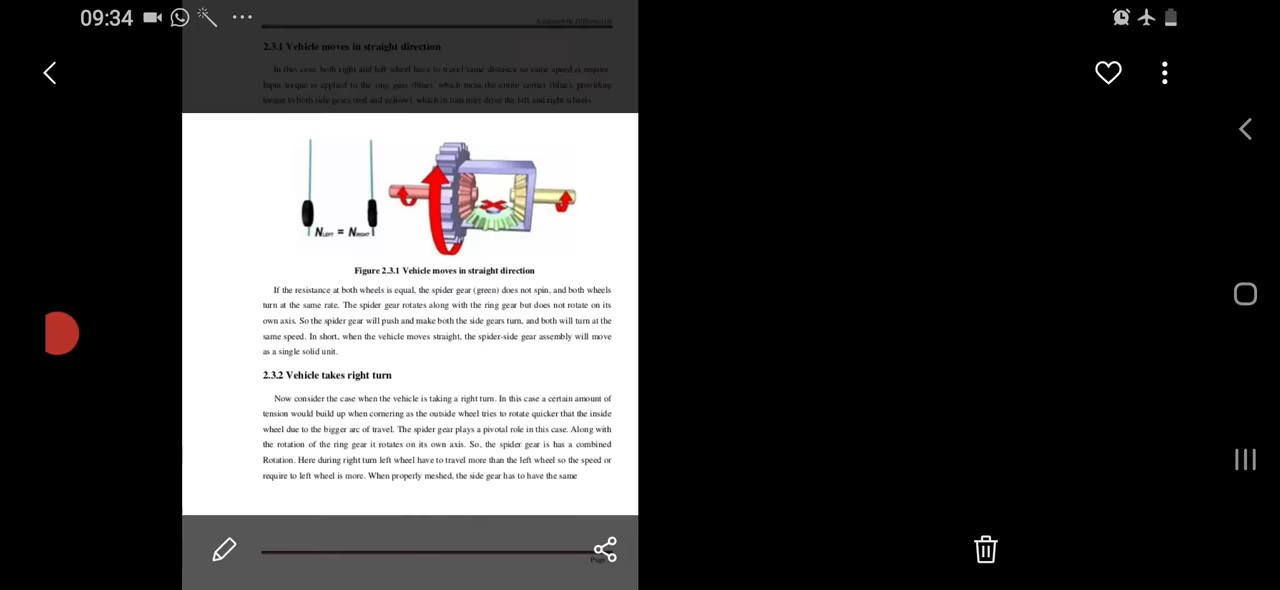 09:34
Automobile Differential
2.3.1 Vehicle moves in straight direction
In this case both right and left wheel have to travel same distance so same speed is require.
Input torque is applied to the ring gear (blue), which turns the entire carrier (blue), providing
torque to both side gears (red and yellow), which in turn may drive the left and right wheels.
NLEFT = NRIGHT
Figure 2.3.1 Vehicle moves in straight direction
If the resistance at both wheels is equal, the spider gear (green) does not spin, and both wheels
turn at the same rate. The spider gear rotates along with the ring gear but does not rotate on its
own axis. So the spider gear will push and make both the side gears turn, and both will turn at the
same speed. In short, when the vehicle moves straight, the spider-side gear assembly will move
as a single solid unit.
2.3.2 Vehicle takes right turn
Now consider the case when the vehicle is taking a right turn. In this case a certain amount of
tension would build up when cornering as the outside wheel tries to rotate quicker that the inside
wheel due to the bigger arc of travel. The spider gear plays a pivotal role in this case. Along with
the rotation of the ring gear it rotates on its own axis. So, the spider gear is has a combined
Rotation. Here during right turn left wheel have to travel more than the left wheel so the speed or
require to left wheel is more. When properly meshed, the side gear has to have the same
Page